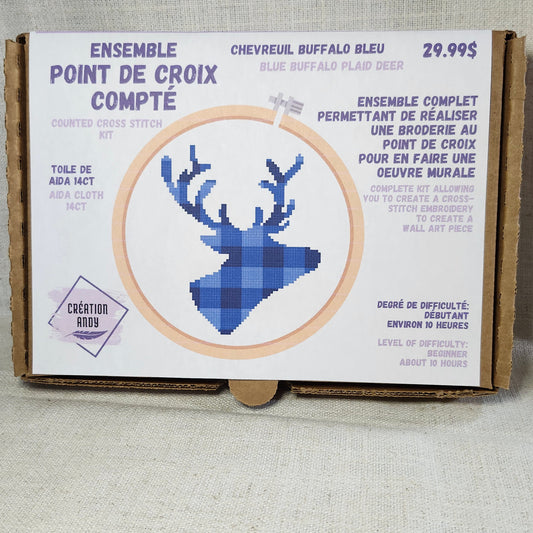 ENSEMBLE
POINT DE CROIX
COMPTÉ
COUNTED CROSS STITCH
KIT
TOILE DE
AIDA 14CT
AIDA CLOTH
14CT
CHEVREUIL BUFFALO BLEU
BLUE BUFFALO PLAID DEER
29.99$
ENSEMBLE COMPLET
PERMETTANT DE RÉALISER
UNE BRODERIE AU
POINT DE CROIX
POUR EN FAIRE UNE
OEUVRE MURALE
COMPLETE KIT ALLOWING
YOU TO CREATE A CROSS-
STITCH EMBROIDERY
TO CREATE A
WALL ART PIECE
CRÉATION
ANDY
DEGRÉ DE DIFFICULTÉ:
DÉBUTANT
ENVIRON 10 HEURES
LEVEL OF DIFFICULTY:
BEGINNER
ABOUT 10 HOURS